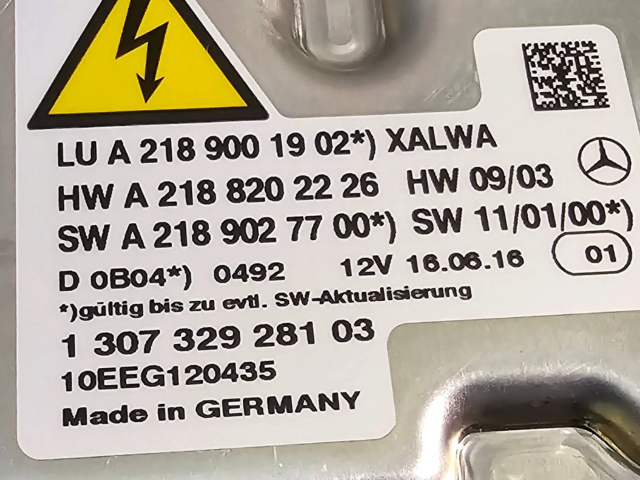 LU A 218 900 19 02*) XALWA
HW A 218 820 22 26 HW 09/03
SW A 218 902 77 00*) SW 11/01/00*)
D 0B04*) 0492 12V 16.06.16 01
*)gültig bis zu evtl. SW-Aktualisierung
1 307 329 281 03
10EEG120435
Made in GERMANY